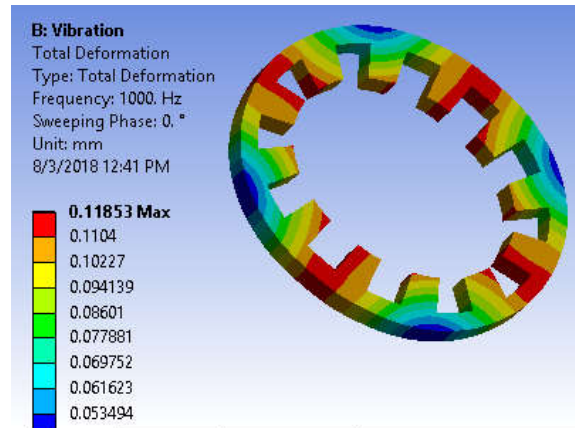 B: Vibration
Total Deformation
Type: Total Deformation
Frequency: 1000. Hz
Sweeping Phase: 0. °
Unit: mm
8/3/2018 12:41 PM
0.11853 Max
0.1104
0.10227
0.094139
0.08601
0.077881
0.069752
0.061623
0.053494